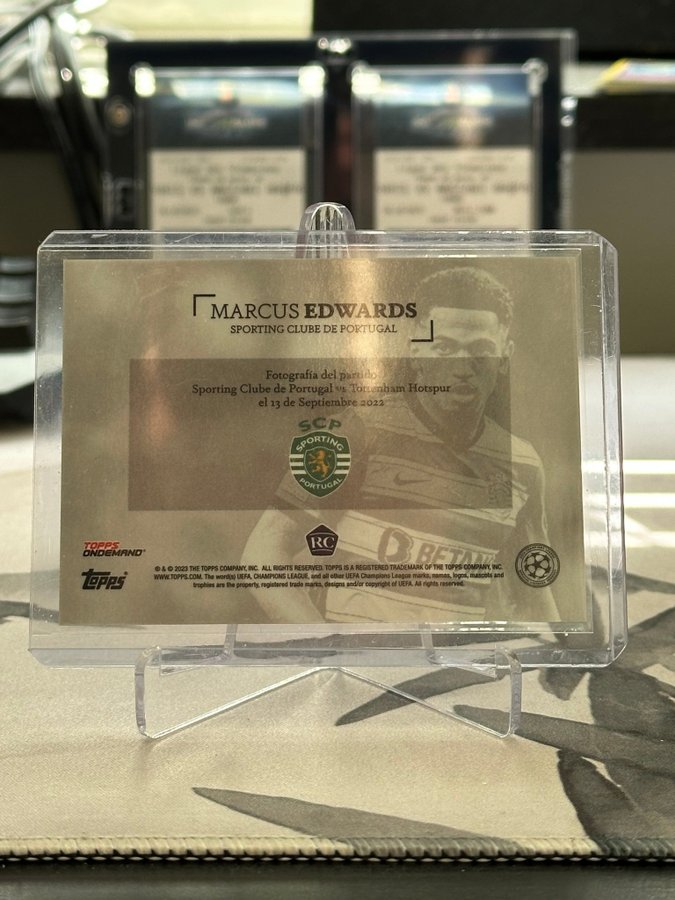 MARCUS EDWARDS
SPORTING CLUBE DE PORTUGAL
Fotografía del partido
Sporting Clube de Portugal vs Tottenham Hotspur
el 13 de Septiembre 2022
SCP
SPORTING
PORTUGAL
RC
BETANO
TOPPS
ONDEMAND
Topps
® & © 2023 THE TOPPS COMPANY, INC. ALL RIGHTS RESERVED. TOPPS IS A REGISTERED TRADEMARK OF THE TOPPS COMPANY, INC.
WWW.TOPPS.COM. The word(s) UEFA, CHAMPIONS LEAGUE, and all other UEFA Champions League marks, names, logos, mascots and
trophies are the property, registered trade marks, designs and/or copyright of UEFA. All rights reserved.